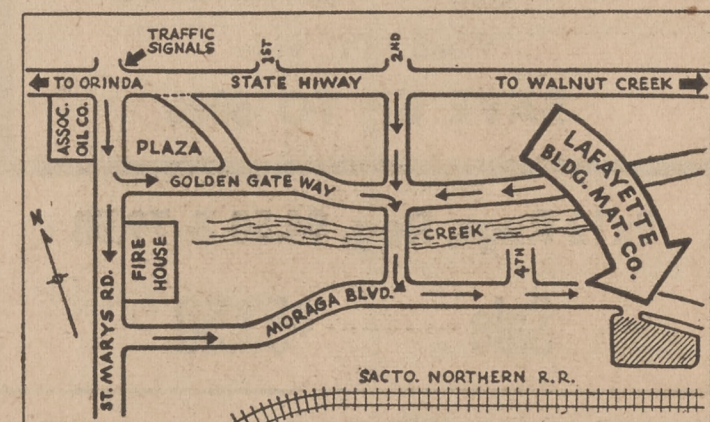 TRAFFIC
SIGNALS
1ST
2ND
TO ORINDA
STATE HIWAY
TO WALNUT CREEK
ASSOC.
OIL CO.
PLAZA
LAFAYETTE
BLDG. MAT. CO.
GOLDEN GATE WAY
N
CREEK
FIRE
HOUSE
4TH
ST. MARYS RD.
MORAGA BLVD.
SACTO. NORTHERN R.R.